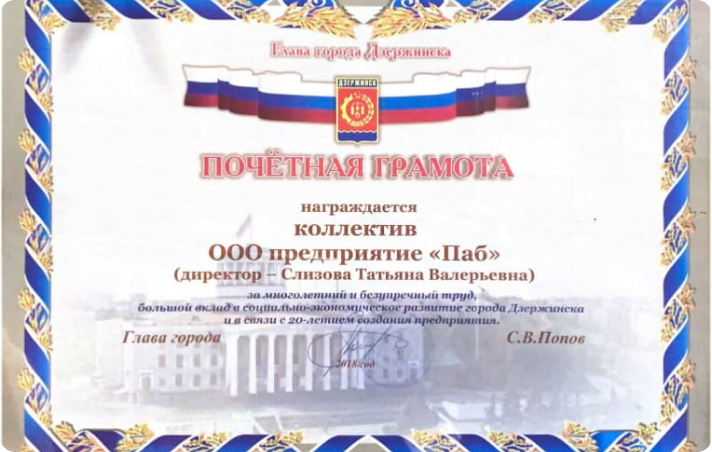 Глава города Дзержинска
ДЗЕРЖИНСК
ПОЧЁТНАЯ ГРАМОТА
награждается
коллектив
ООО предприятие «Паб»
(директор – Слизова Татьяна Валерьевна)
за многолетний и безупречный труд,
большой вклад в социально-экономическое развитие города Дзержинска
и в связи с 20-летием создания предприятия.
Глава города С.В.Попов
2018 год